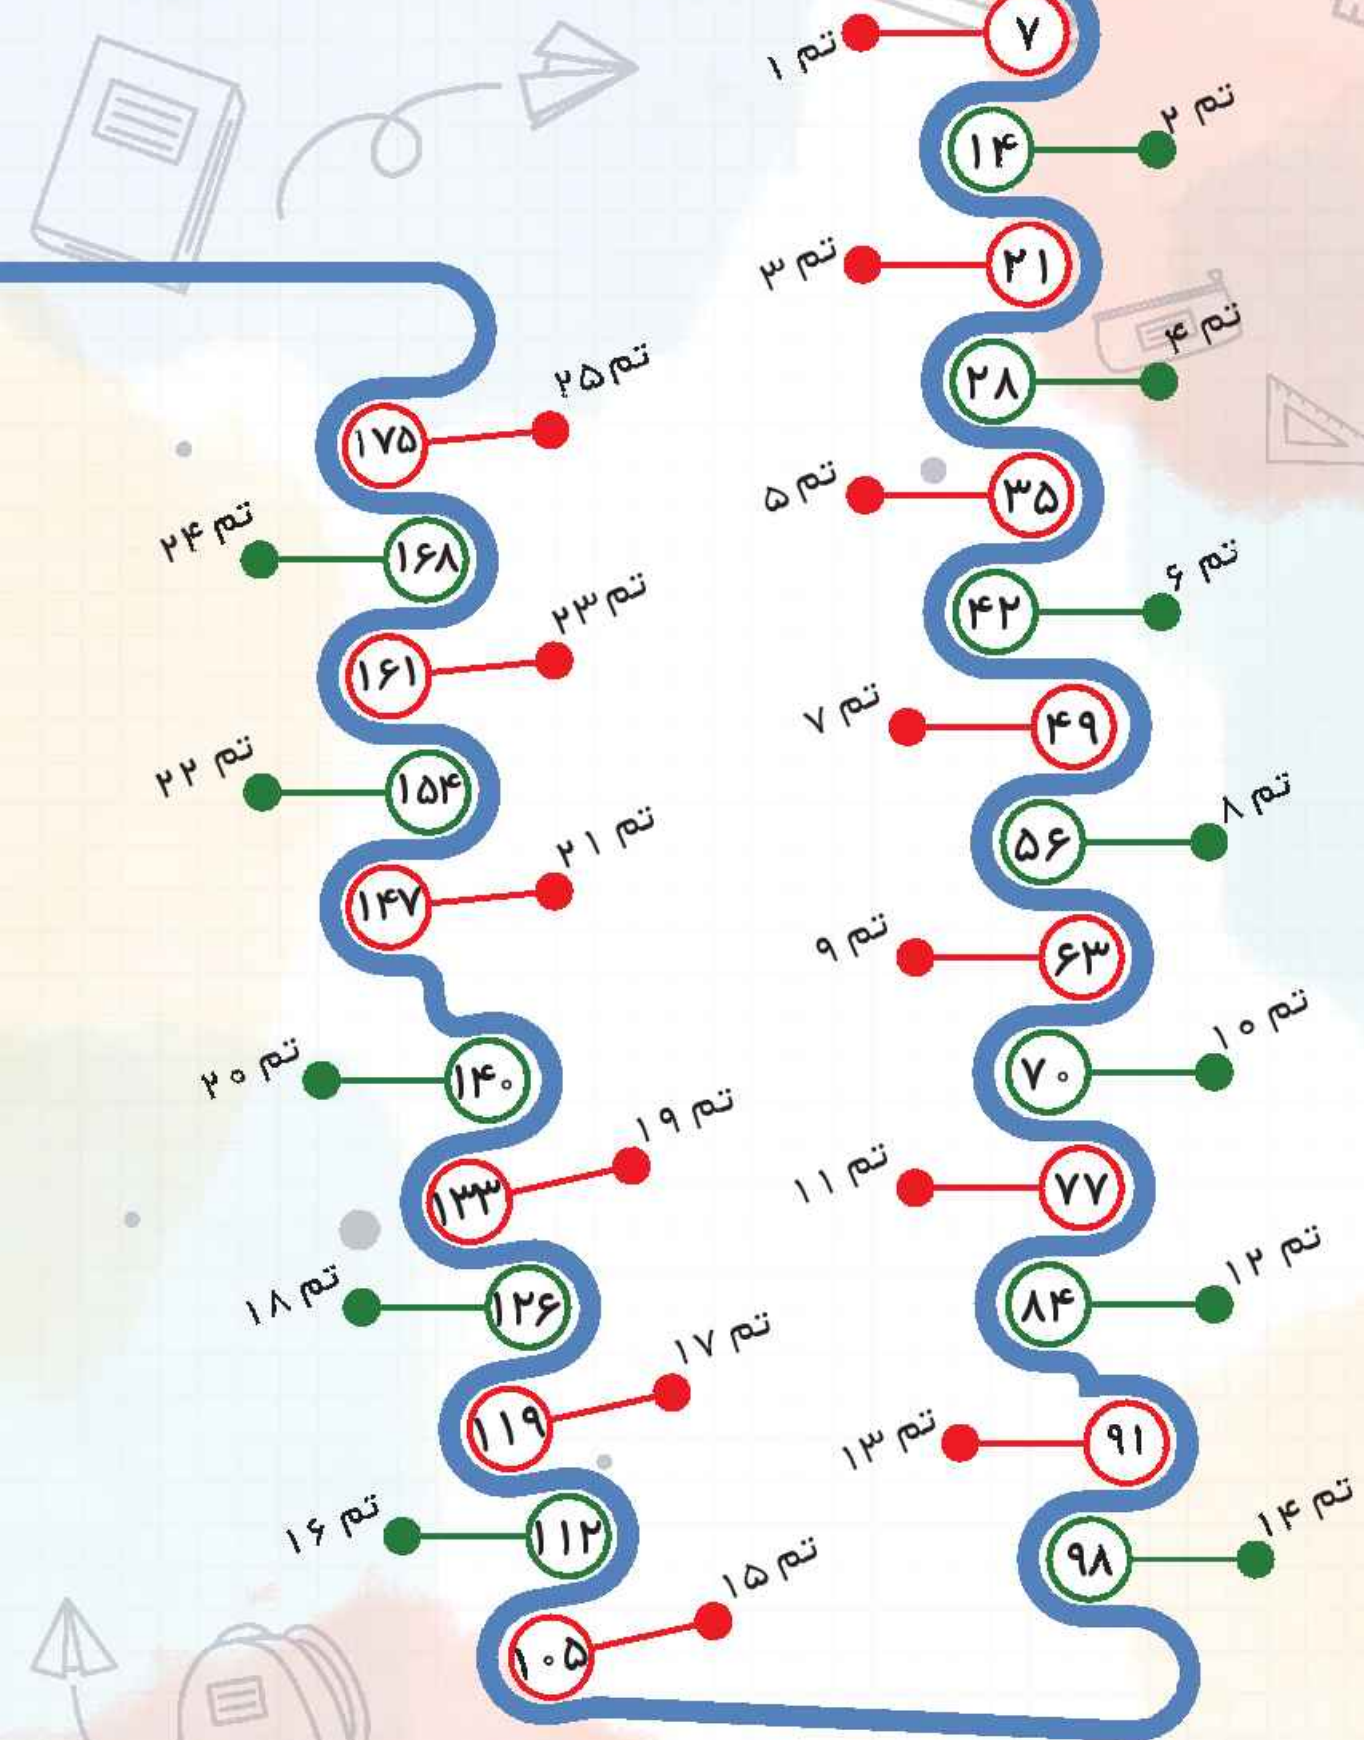 تم ۱
۷
۱۴
تم ۲
تم ۳
۲۱
۲۸
تم ۴
تم ۵
۳۵
۴۲
تم ۶
تم ۷
۴۹
۵۶
تم ۸
تم ۹
۶۳
۷۰
تم ۱۰
تم ۱۱
۷۷
۸۴
تم ۱۲
تم ۱۳
۹۱
۹۸
تم ۱۴
۱۰۵
تم ۱۵
تم ۱۶
۱۱۲
۱۱۹
تم ۱۷
تم ۱۸
۱۲۶
۱۳۳
تم ۱۹
تم ۲۰
۱۴۰
۱۴۷
تم ۲۱
تم ۲۲
۱۵۴
۱۶۱
تم ۲۳
تم ۲۴
۱۶۸
۱۷۵
تم ۲۵